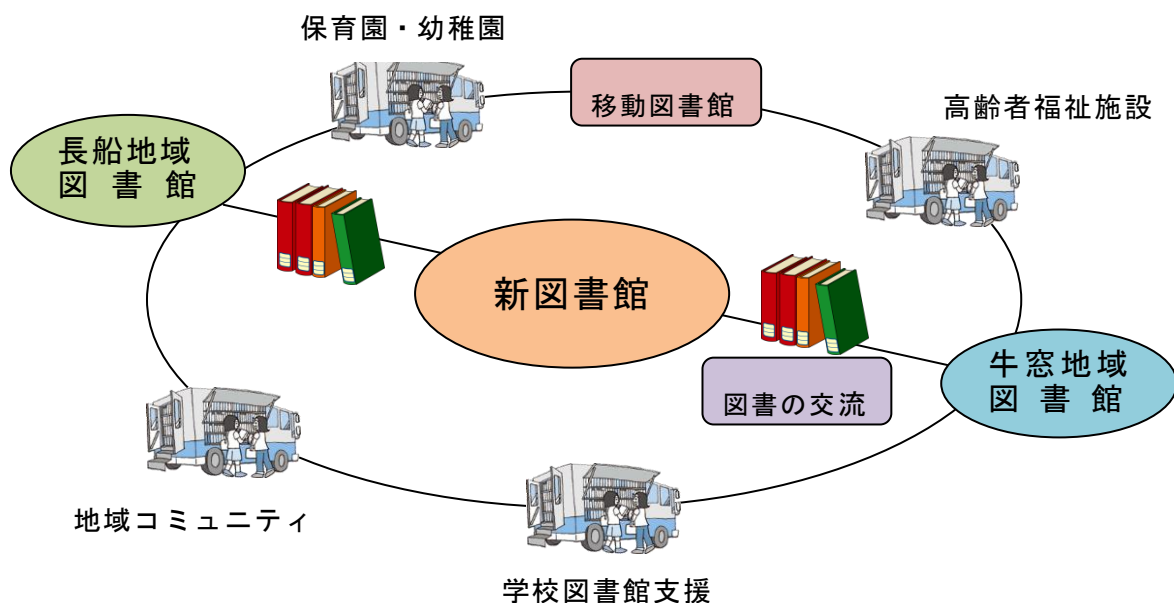 保育園・幼稚園
移動図書館
高齢者福祉施設
長船地域
図書館
新図書館
牛窓地域
図書館
図書の交流
地域コミュニティ
学校図書館支援